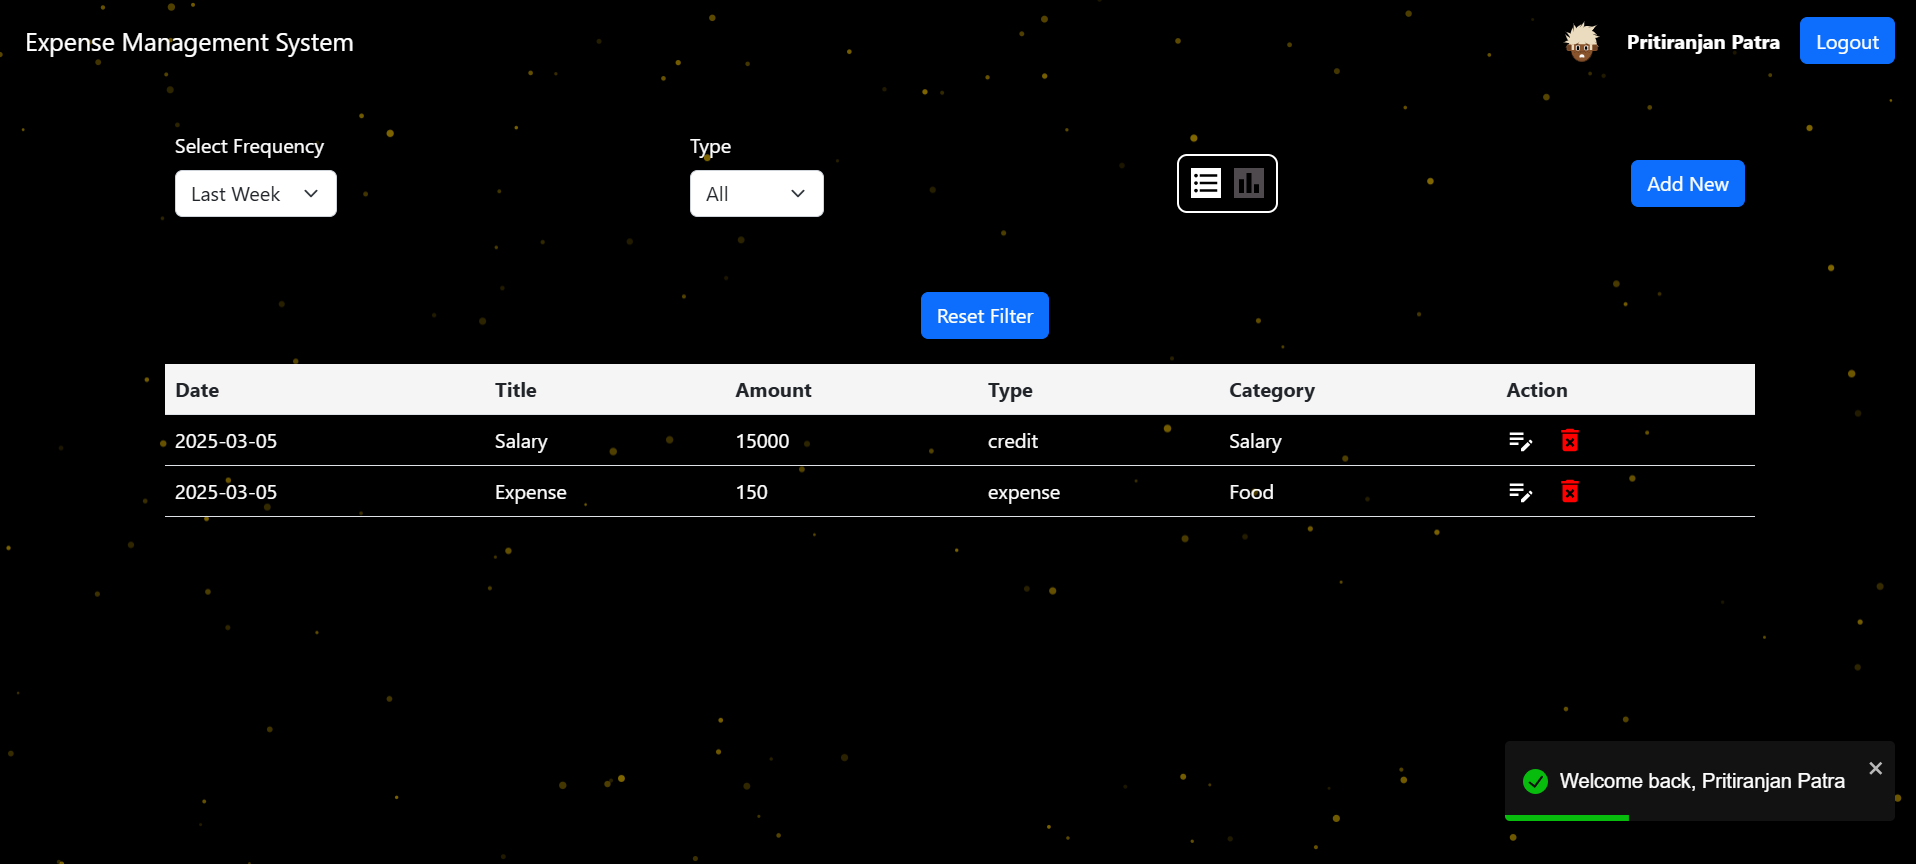 Expense Management System
Pritiranjan Patra
Logout
Select Frequency
Type
Last Week
All
Add New
Reset Filter
Date Title Amount Type Category Action
2025-03-05 Salary 15000 credit Salary
2025-03-05 Expense 150 expense Food
Welcome back, Pritiranjan Patra